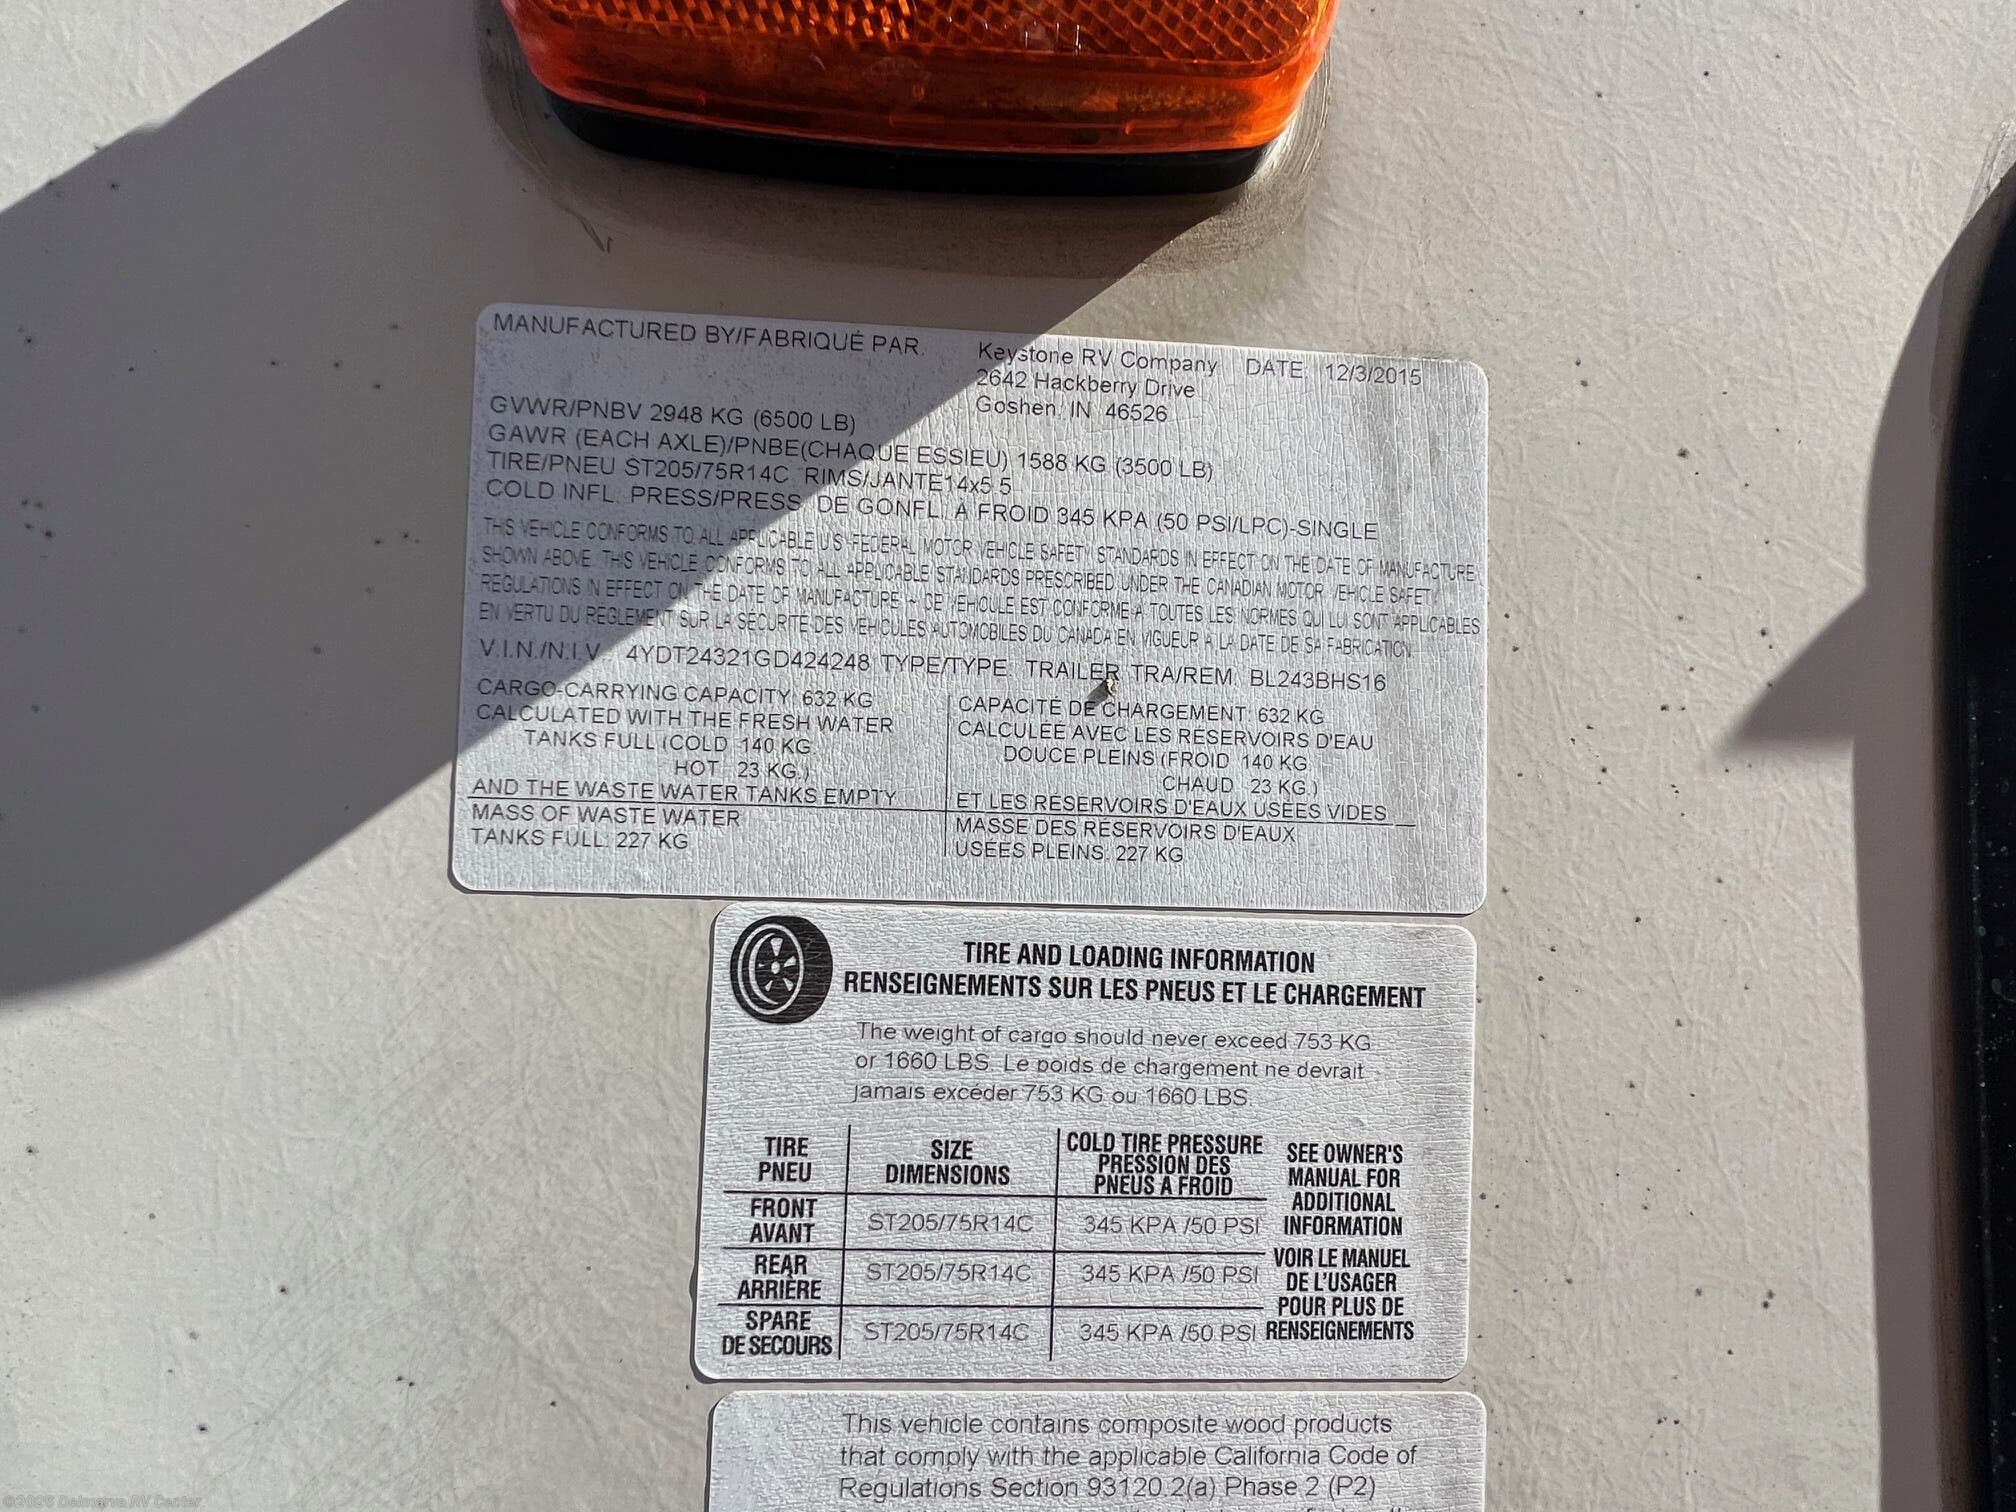 MANUFACTURED BY/FABRIQUÉ PAR. Keystone RV Company DATE: 12/3/2015
2642 Hackberry Drive
Goshen, IN 46526
GVWR/PNBV 2948 KG (6500 LB)
GAWR (EACH AXLE)/PNBE(CHAQUE ESSIEU) 1588 KG (3500 LB)
TIRE/PNEU ST205/75R14C RIMS/JANTE14x5.5
COLD INFL. PRESS/PRESS. DE GONFL. A FROID 345 KPA (50 PSI/LPC)-SINGLE
THIS VEHICLE CONFORMS TO ALL APPLICABLE U.S FEDERAL MOTOR VEHICLE SAFETY STANDARDS IN EFFECT ON THE DATE OF MANUFACTURE
SHOWN ABOVE. THIS VEHICLE CONFORMS TO ALL APPLICABLE STANDARDS PRESCRIBED UNDER THE CANADIAN MOTOR VEHICLE SAFETY
REGULATIONS IN EFFECT ON THE DATE OF MANUFACTURE ~ CE VEHICULE EST CONFORME A TOUTES LES NORMES QUI LUI SONT APPLICABLES
EN VERTU DU REGLEMENT SUR LA SÉCURITÉ DES VEHICULES AUTOMOBILES DU CANADA EN VIGUEUR A LA DATE DE SA FABRICATION.
V.I.N./N.I.V.: 4YDT24321GD424248 TYPE/TYPE: TRAILER TRA/REM: BL243BHS16
CARGO-CARRYING CAPACITY: 632 KG
CALCULATED WITH THE FRESH WATER
TANKS FULL (COLD 140 KG
HOT 23 KG.)
AND THE WASTE WATER TANKS EMPTY
MASS OF WASTE WATER
TANKS FULL: 227 KG
CAPACITÉ DE CHARGEMENT: 632 KG
CALCULÉE AVEC LES RÉSERVOIRS D'EAU
DOUCE PLEINS (FROID 140 KG
CHAUD 23 KG.)
ET LES RÉSERVOIRS D'EAUX USÉES VIDES
MASSE DES RÉSERVOIRS D'EAUX
USÉES PLEINS: 227 KG
TIRE AND LOADING INFORMATION
RENSEIGNEMENTS SUR LES PNEUS ET LE CHARGEMENT
The weight of cargo should never exceed 753 KG
or 1660 LBS. Le poids de chargement ne devrait
jamais excéder 753 KG ou 1660 LBS.
TIRE
PNEU
SIZE
DIMENSIONS
COLD TIRE PRESSURE
PRESSION DES
PNEUS A FROID
FRONT
AVANT
ST205/75R14C 345 KPA /50 PSI
REAR
ARRIÈRE
ST205/75R14C 345 KPA /50 PSI
SPARE
DE SECOURS
ST205/75R14C 345 KPA /50 PSI
SEE OWNER'S
MANUAL FOR
ADDITIONAL
INFORMATION
VOIR LE MANUEL
DE L'USAGER
POUR PLUS DE
RENSEIGNEMENTS
This vehicle contains composite wood products
that comply with the applicable California Code of
Regulations Section 93120.2(a) Phase 2 (P2)
©2026 Delmarva RV Center